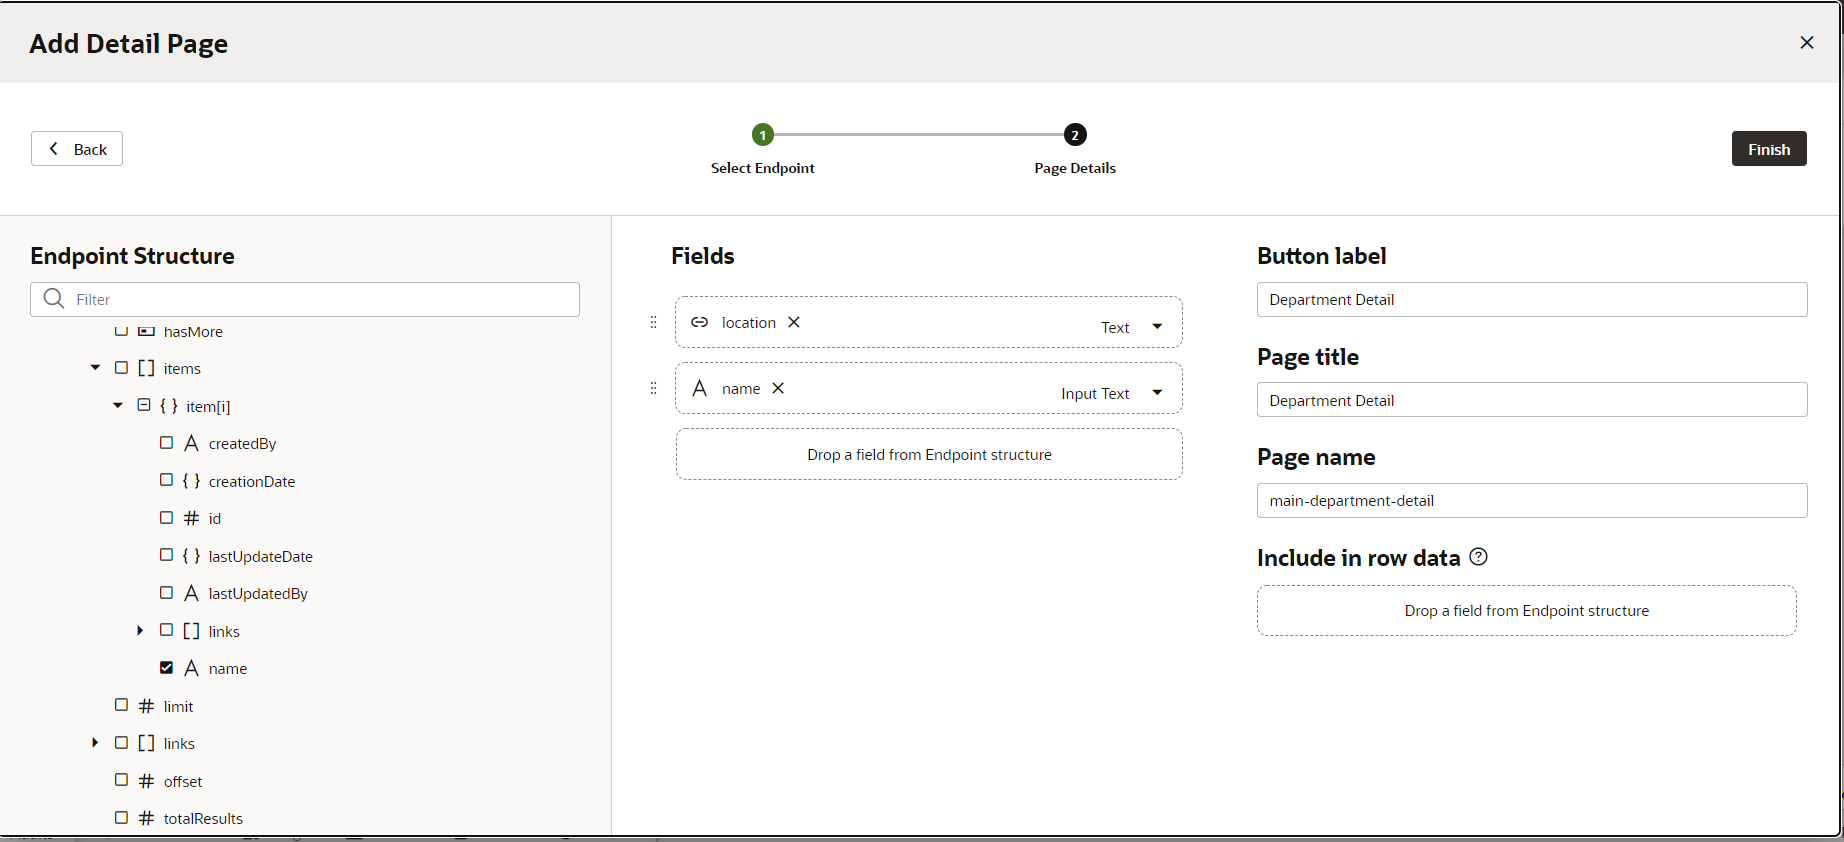 Add Detail Page
Back
1
Select Endpoint
2
Page Details
Finish
Endpoint Structure
Filter
hasMore
[ ] items
{ } item[i]
A createdBy
{ } creationDate
# id
{ } lastUpdateDate
A lastUpdatedBy
[ ] links
A name
# limit
[ ] links
# offset
# totalResults
Fields
location
Text
A name
Input Text
Drop a field from Endpoint structure
Button label
Department Detail
Page title
Department Detail
Page name
main-department-detail
Include in row data ?
Drop a field from Endpoint structure